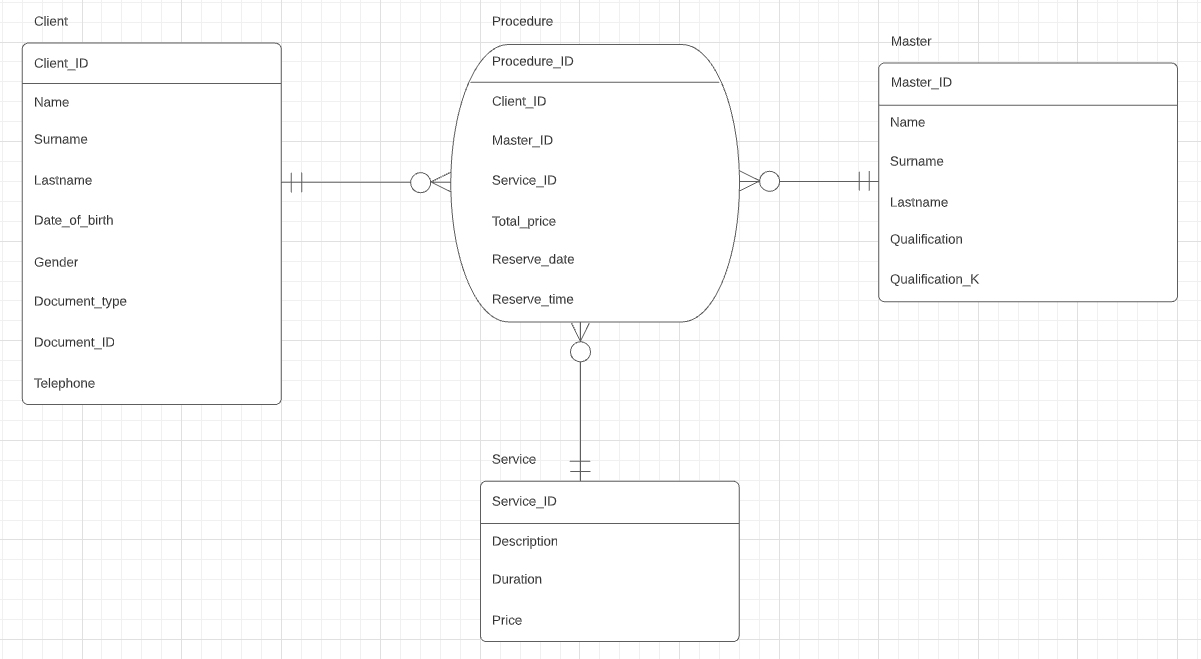 Client
Client_ID
Name
Surname
Lastname
Date_of_birth
Gender
Document_type
Document_ID
Telephone
Procedure
Procedure_ID
Client_ID
Master_ID
Service_ID
Total_price
Reserve_date
Reserve_time
Master
Master_ID
Name
Surname
Lastname
Qualification
Qualification_K
Service
Service_ID
Description
Duration
Price